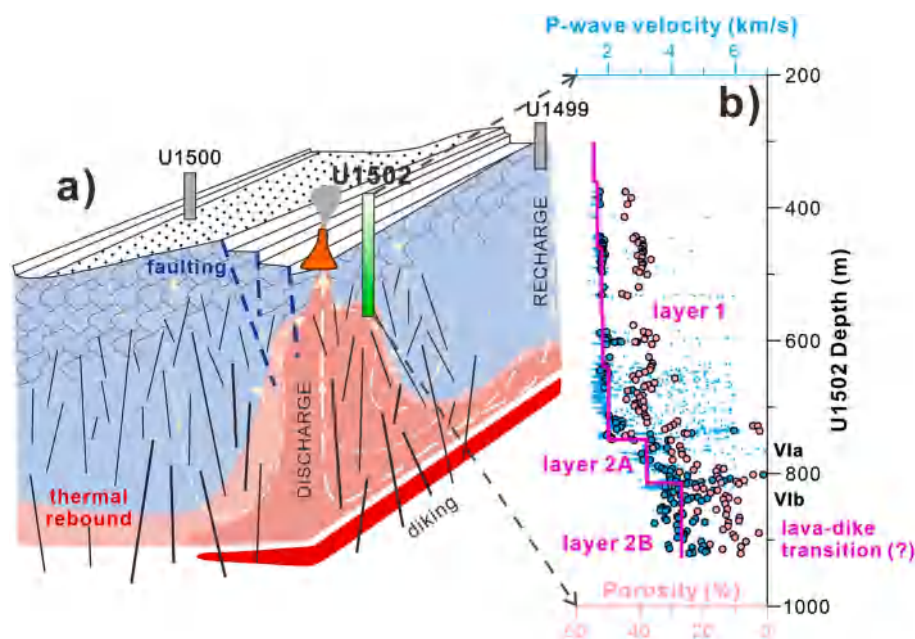 P-wave velocity (km/s)
2 4 6
200
b)
U1499
U1500
a)
U1502
RECHARGE
400
faulting
layer 1
U1502 Depth (m)
600
DISCHARGE
VIa
layer 2A
800
thermal
rebound
VIb
diking
layer 2B
lava-dike
transition (?)
Porosity (%)
1000
60 40 20 0